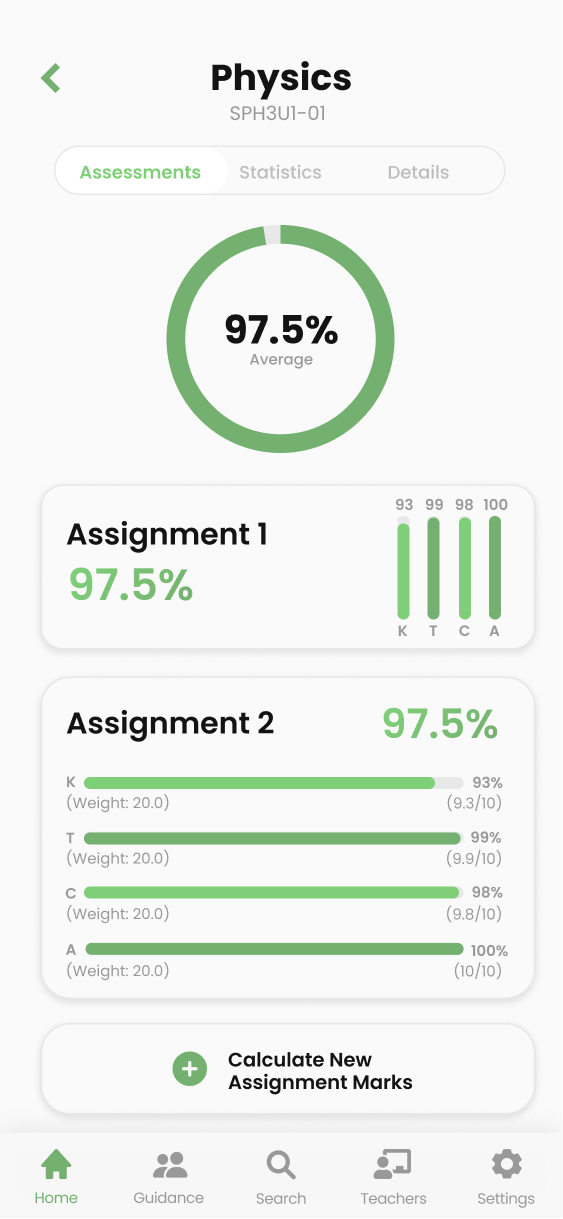 Physics
SPH3U1-01
Assessments Statistics Details
97.5%
Average
93 99 98 100
Assignment 1
97.5%
K T C A
Assignment 2 97.5%
K 93%
(Weight: 20.0) (9.3/10)
T 99%
(Weight: 20.0) (9.9/10)
C 98%
(Weight: 20.0) (9.8/10)
A 100%
(Weight: 20.0) (10/10)
Calculate New
Assignment Marks
Home Guidance Search Teachers Settings